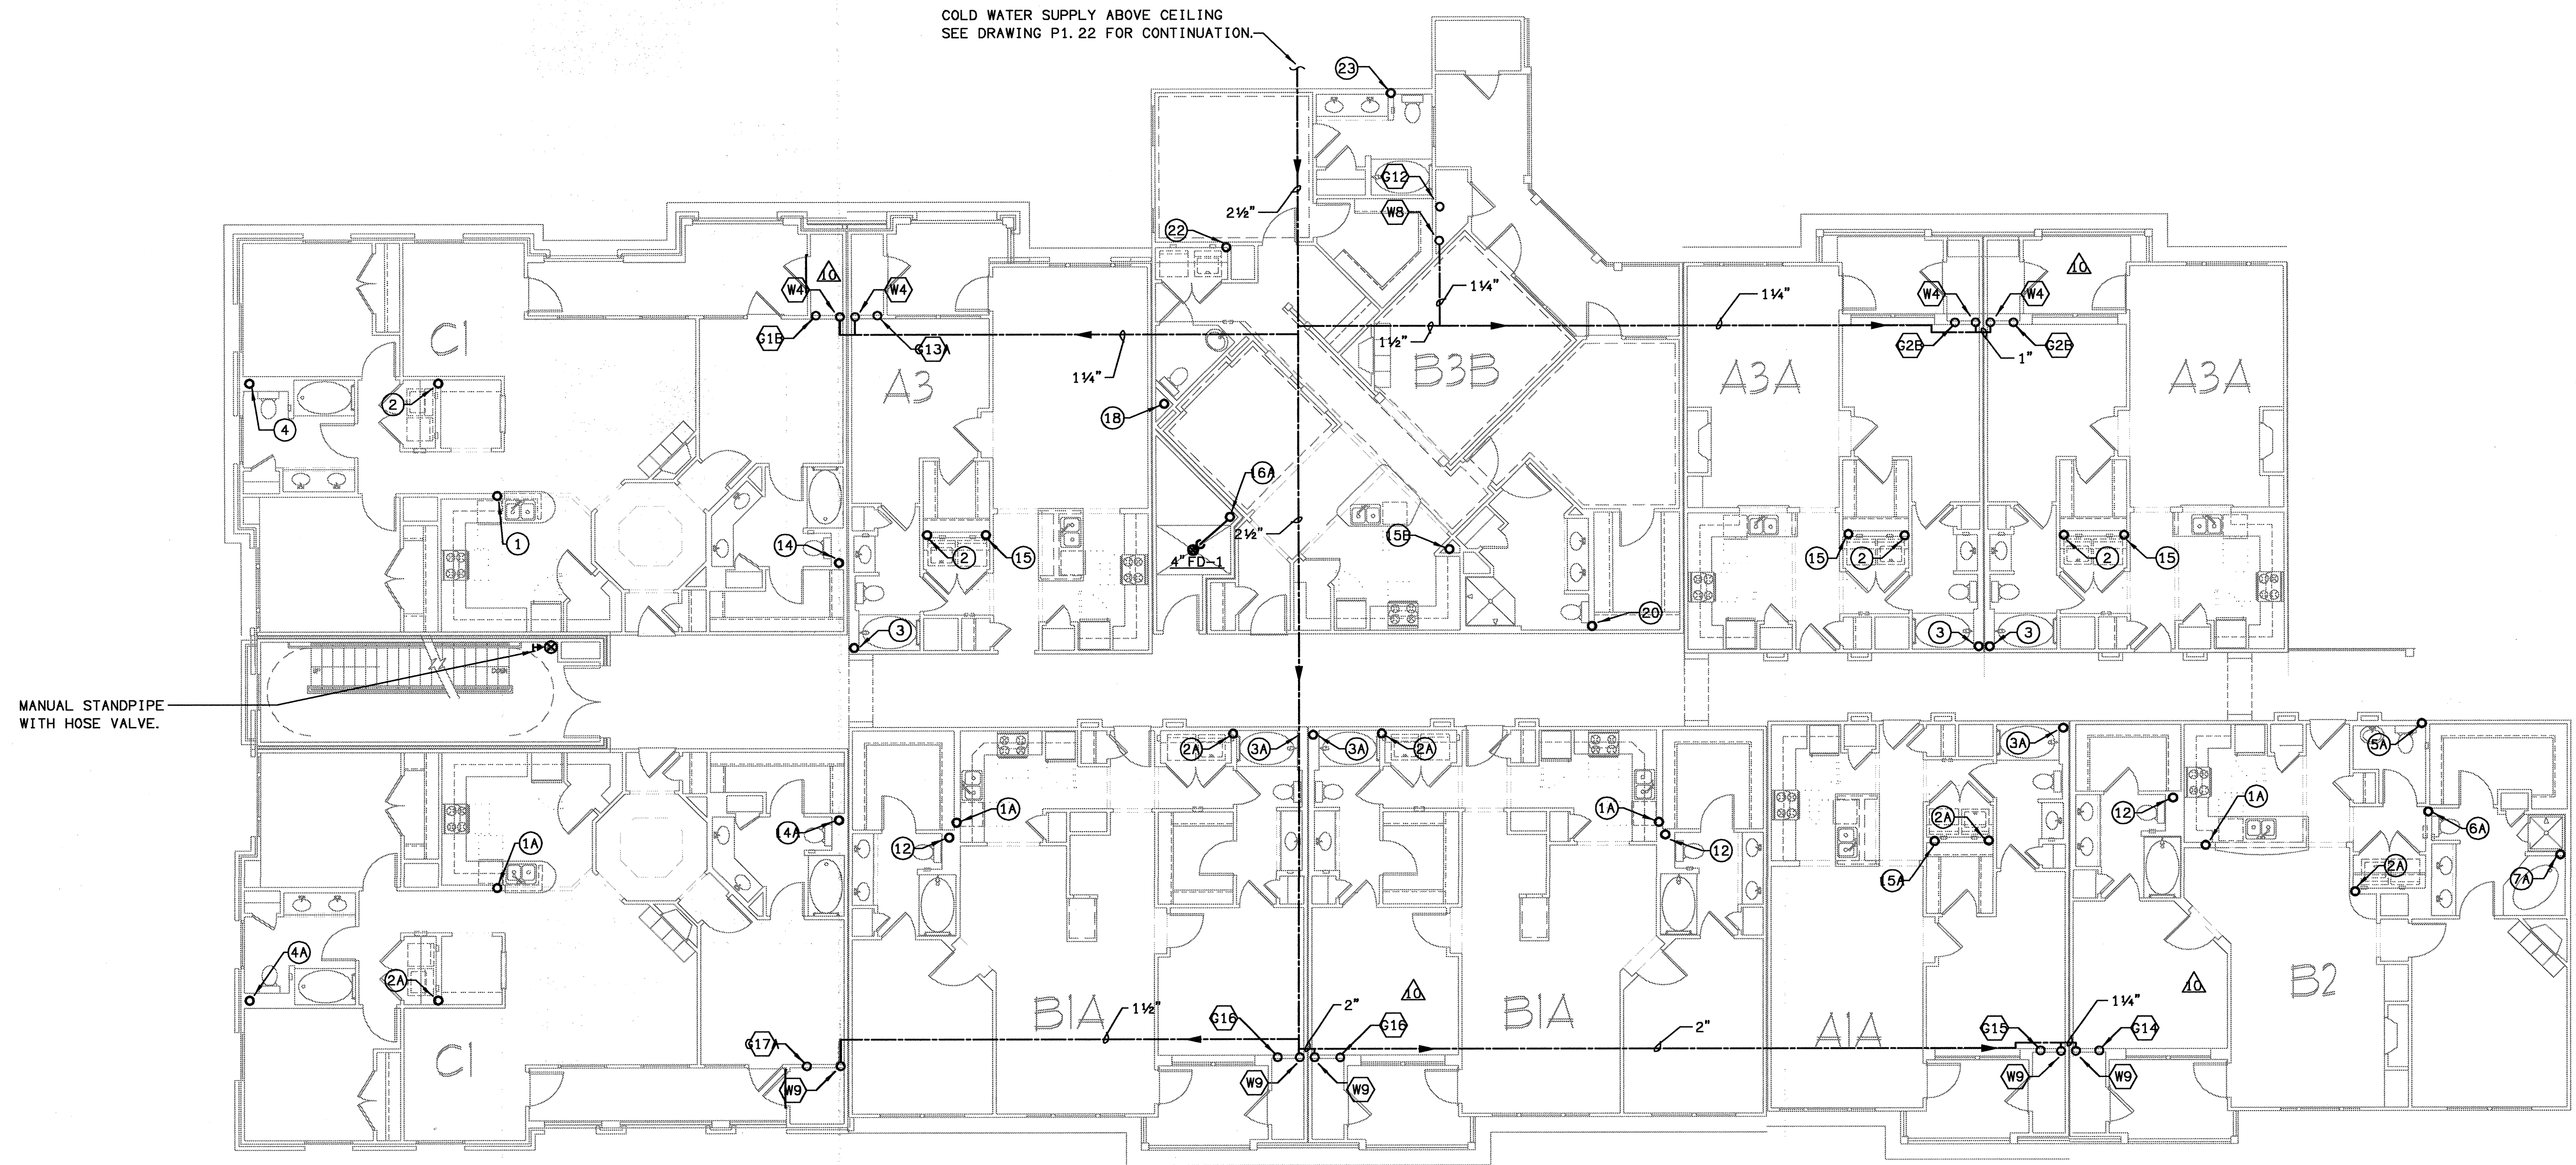 COLD WATER SUPPLY ABOVE CEILING
SEE DRAWING P1.22 FOR CONTINUATION.
23
G12
2½"
W8
22
10
W4
W4
G1B
G13A
1¼"
1¼"
1½"
1¼"
10
W4
W4
G2B
G2B
1"
C1
A3
B3B
A3A
A3A
4
2
18
1
14
2
15
16A
2½"
4" FD-1
15B
20
15
2
2
15
3
3
3
UP
DOWN
MANUAL STANDPIPE
WITH HOSE VALVE.
2A
3A
3A
2A
3A
5A
1A
14A
12
1A
1A
12
2A
15A
12
1A
6A
2A
7A
4A
2A
C1
B1A
1½"
G16
2"
10
G16
B1A
2"
A1A
G15
1¼"
G14
10
B2
G17A
W9
W9
W9
W9
W9